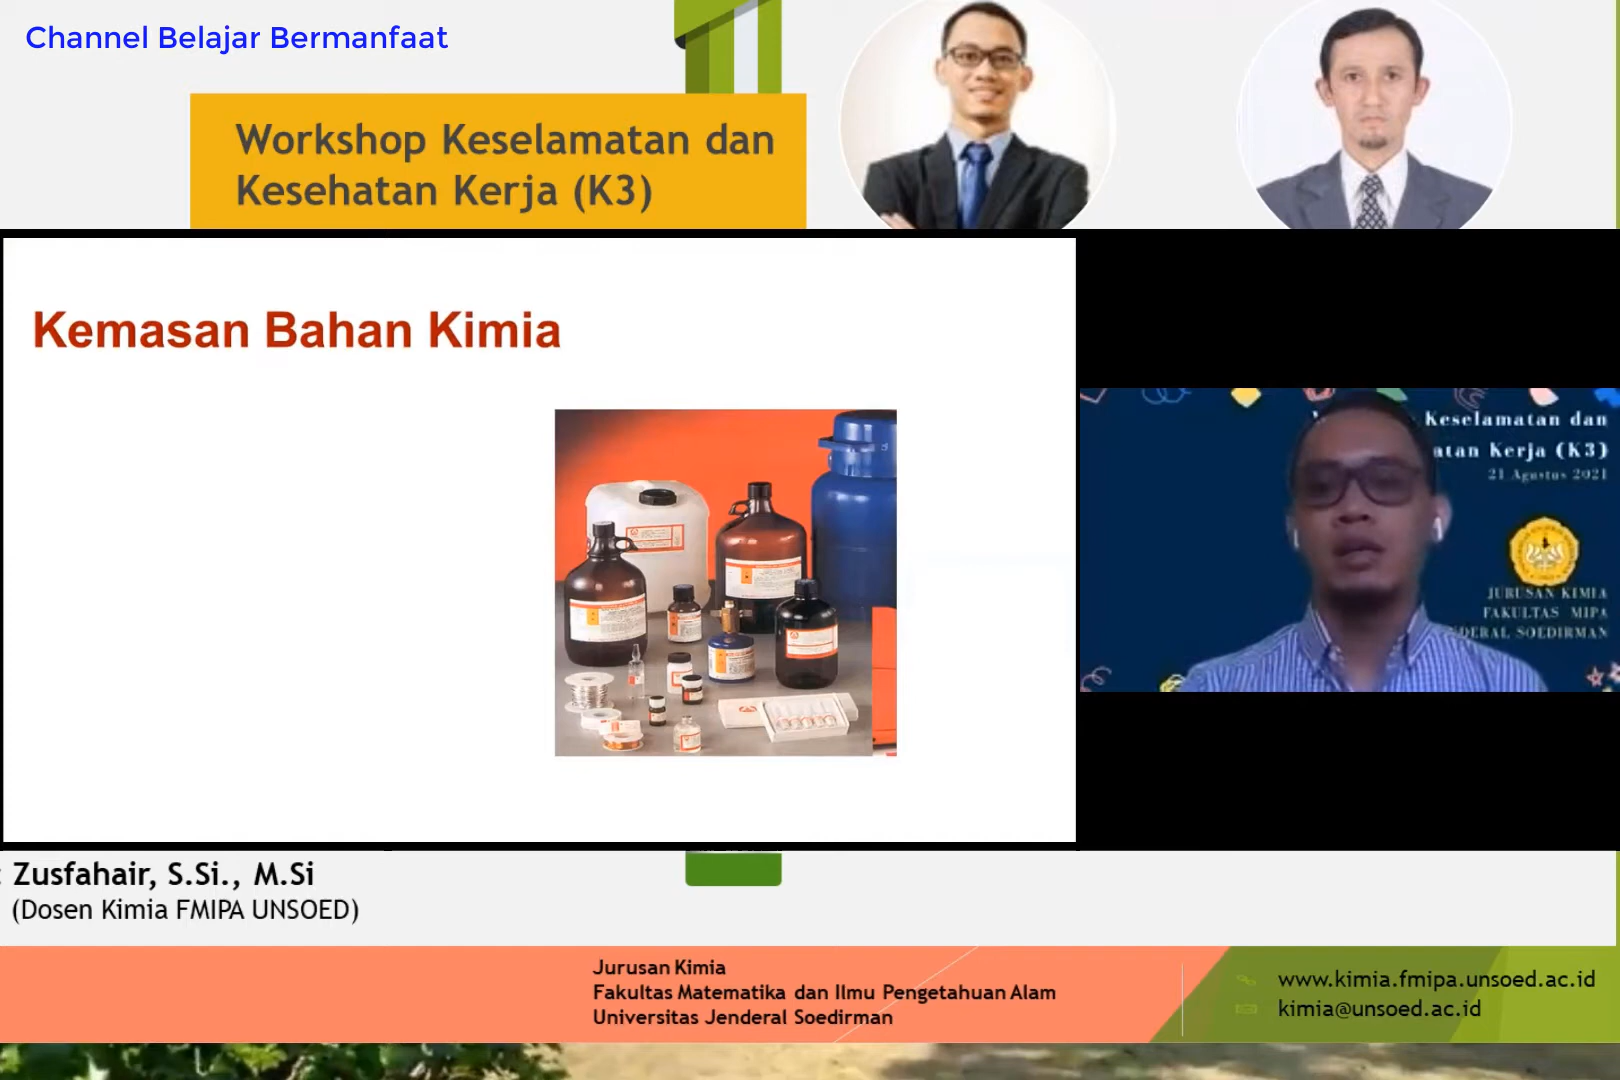 Channel Belajar Bermanfaat
Workshop Keselamatan dan
Kesehatan Kerja (K3)
Kemasan Bahan Kimia
Keselamatan dan
atan Kerja (K3)
21 Agustus 2021
JURUSAN KIMIA
FAKULTAS MIPA
DERAL SOEDIRMAN
: Zusfahair, S.Si., M.Si
(Dosen Kimia FMIPA UNSOED)
Jurusan Kimia
Fakultas Matematika dan Ilmu Pengetahuan Alam
Universitas Jenderal Soedirman
www.kimia.fmipa.unsoed.ac.id
kimia@unsoed.ac.id